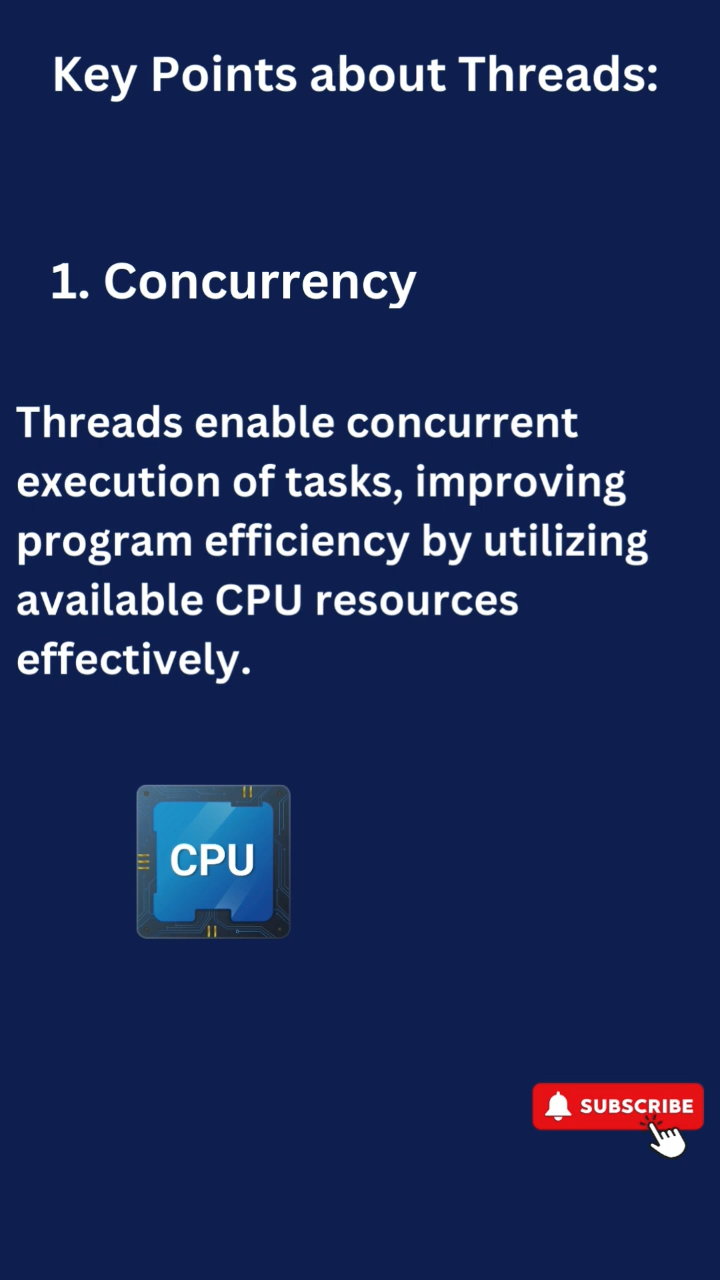 Key Points about Threads:
1. Concurrency
Threads enable concurrent
execution of tasks, improving
program efficiency by utilizing
available CPU resources
effectively.
CPU
SUBSCRIBE